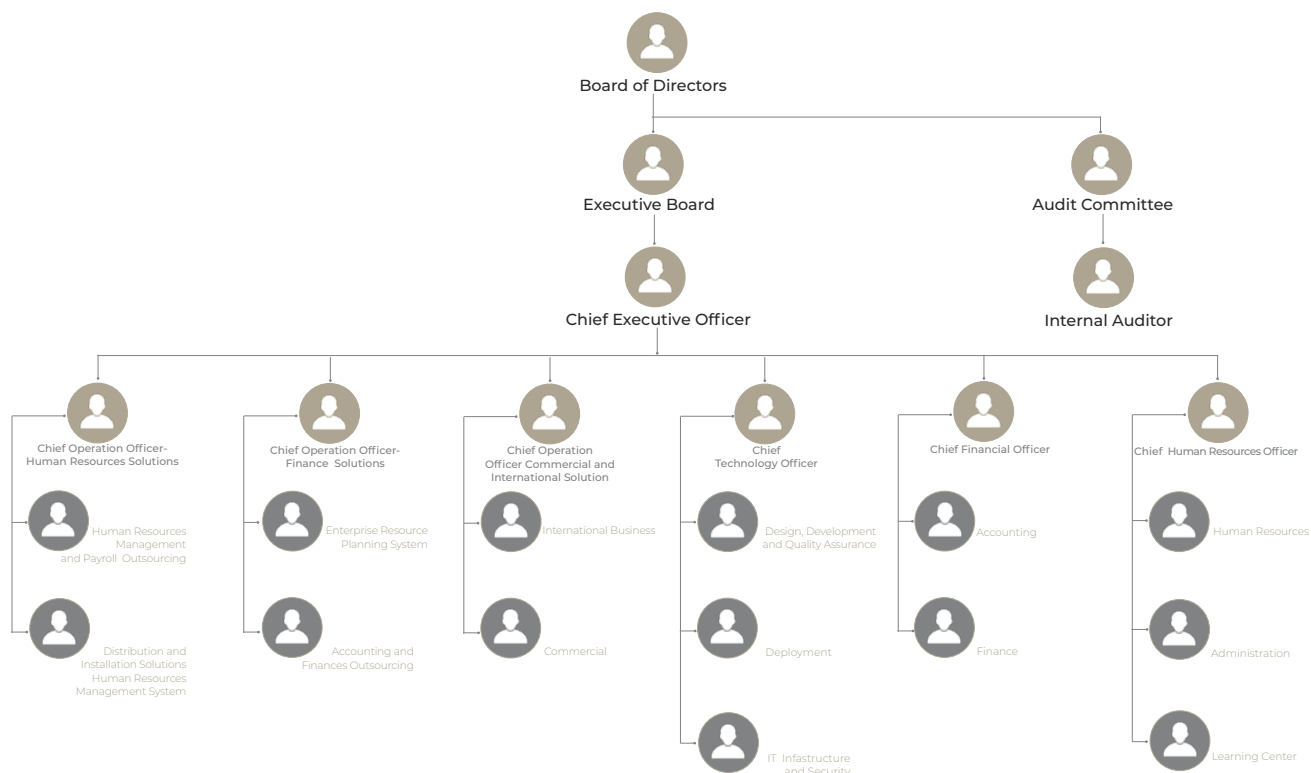 Board of Directors
Executive Board
Audit Committee
Chief Executive Officer
Internal Auditor
Chief Operation Officer-
Human Resources Solutions
Chief Operation Officer-
Finance Solutions
Chief Operation
Officer Commercial and
International Solution
Chief
Technology Officer
Chief Financial Officer
Chief Human Resources Officer
Human Resources
Management
and Payroll Outsourcing
Enterprise Resource
Planning System
International Business
Design, Development
and Quality Assurance
Accounting
Human Resources
Distribution and
Installation Solutions
Human Resources
Management System
Accounting and
Finances Outsourcing
Commercial
Deployment
Finance
Administration
IT Infastructure
and Security
Learning Center